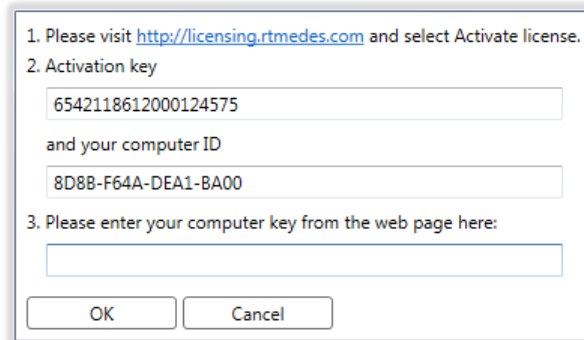 1. Please visit http://licensing.rtmedes.com and select Activate license.
2. Activation key
6542118612000124575
and your computer ID
8D8B-F64A-DEA1-BA00
3. Please enter your computer key from the web page here:
OK Cancel